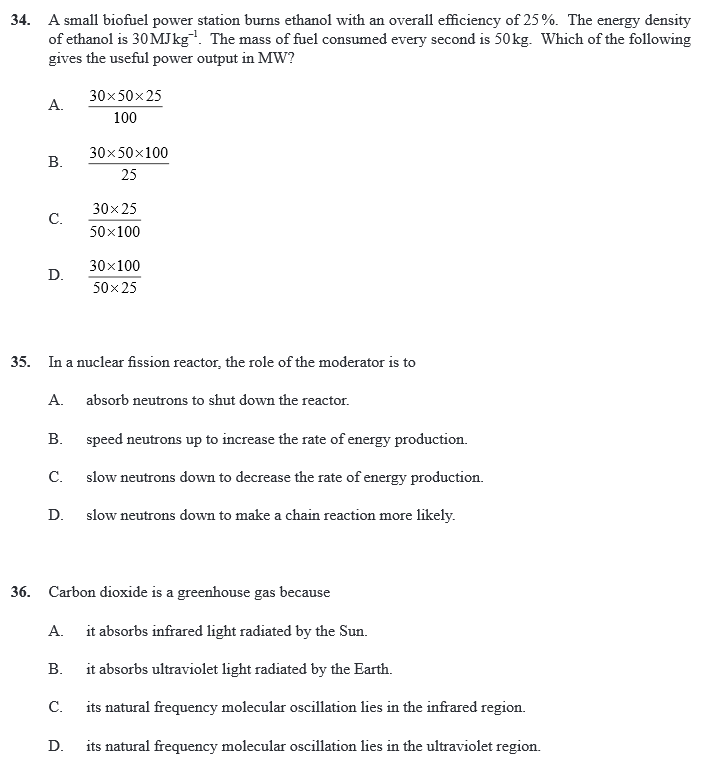 34. A small biofuel power station burns ethanol with an overall efficiency of 25%. The energy density
of ethanol is 30 MJ kg⁻¹. The mass of fuel consumed every second is 50 kg. Which of the following
gives the useful power output in MW?
A. 30×50×25
100
B. 30×50×100
25
C. 30×25
50×100
D. 30×100
50×25
35. In a nuclear fission reactor, the role of the moderator is to
A. absorb neutrons to shut down the reactor.
B. speed neutrons up to increase the rate of energy production.
C. slow neutrons down to decrease the rate of energy production.
D. slow neutrons down to make a chain reaction more likely.
36. Carbon dioxide is a greenhouse gas because
A. it absorbs infrared light radiated by the Sun.
B. it absorbs ultraviolet light radiated by the Earth.
C. its natural frequency molecular oscillation lies in the infrared region.
D. its natural frequency molecular oscillation lies in the ultraviolet region.